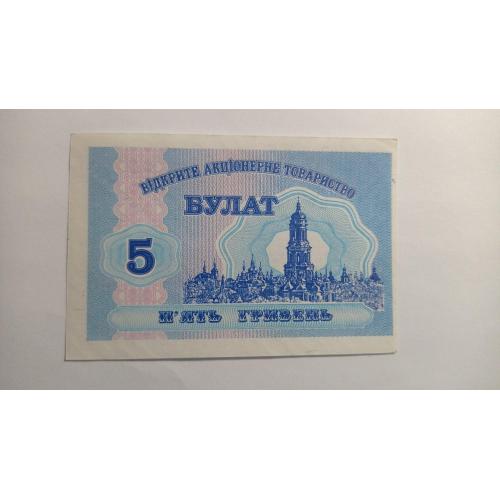 ВІДКРИТЕ АКЦІОНЕРНЕ ТОВАРИСТВО
БУЛАТ
5
П'ЯТЬ ГРИВЕНЬ